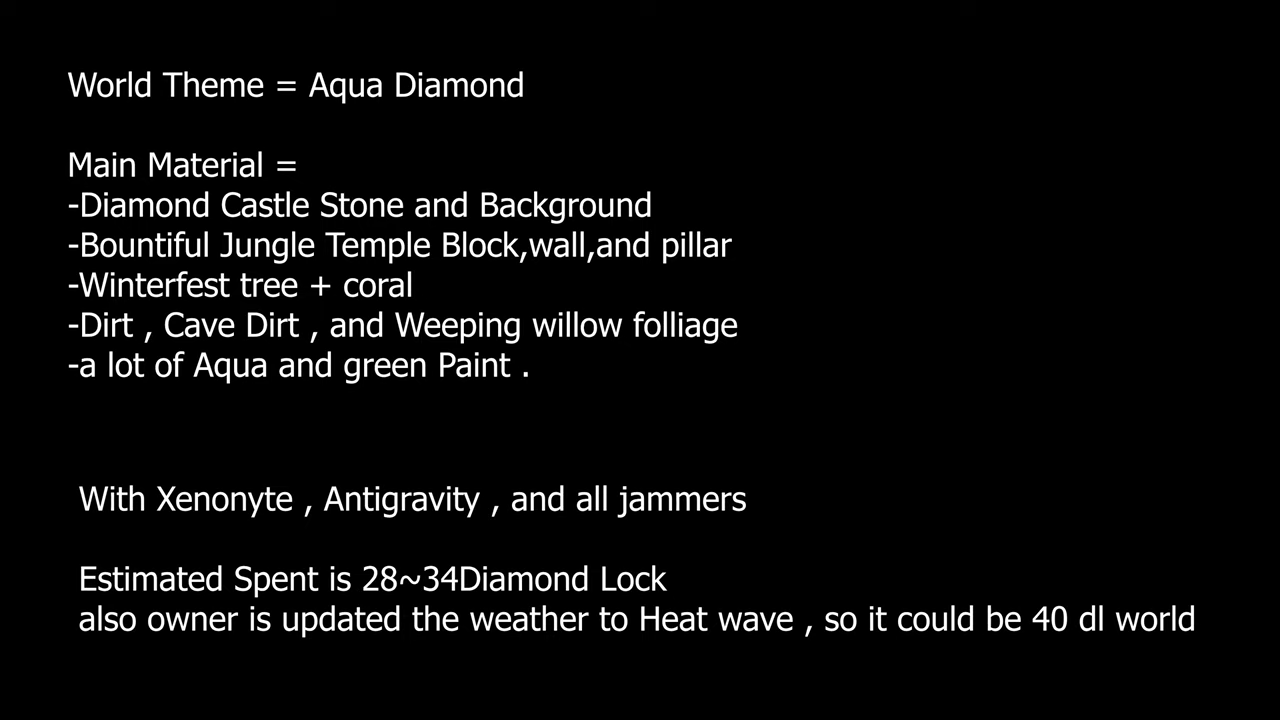 World Theme = Aqua Diamond
Main Material =
-Diamond Castle Stone and Background
-Bountiful Jungle Temple Block,wall,and pillar
-Winterfest tree + coral
-Dirt , Cave Dirt , and Weeping willow folliage
-a lot of Aqua and green Paint .
With Xenonyte , Antigravity , and all jammers
Estimated Spent is 28~34Diamond Lock
also owner is updated the weather to Heat wave , so it could be 40 dl world